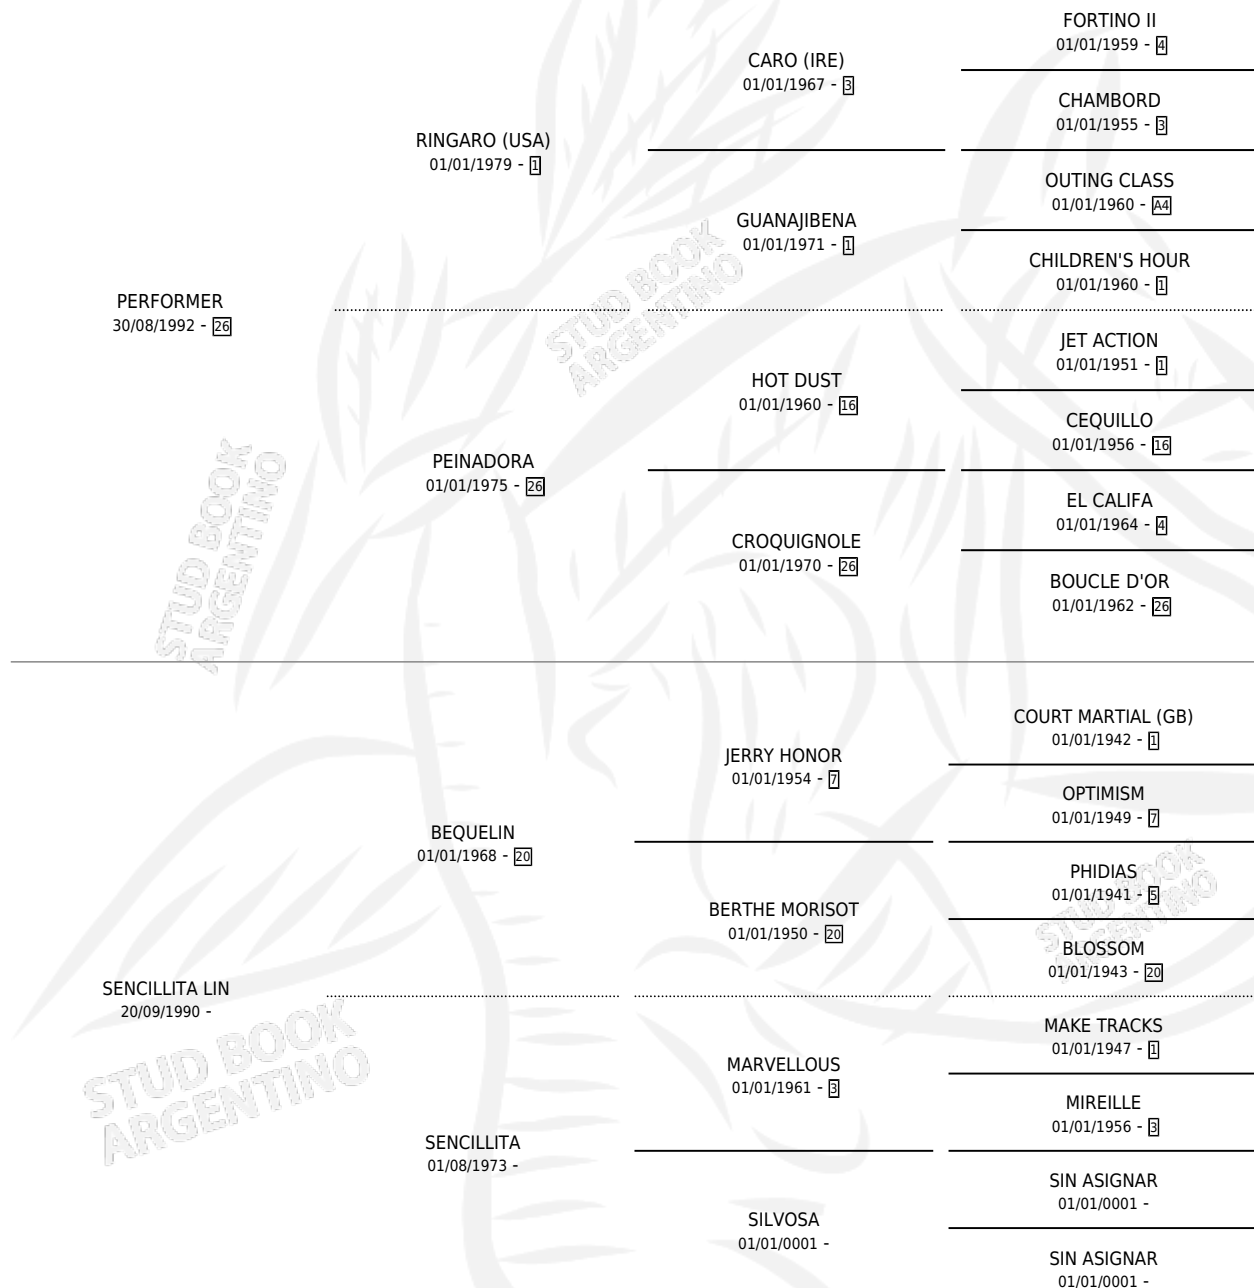 FORTINO II
01/01/1959 - 4
CARO (IRE)
01/01/1967 - 3
CHAMBORD
01/01/1955 - 3
RINGARO (USA)
01/01/1979 - 1
OUTING CLASS
01/01/1960 - A4
GUANAJIBENA
01/01/1971 - 1
CHILDREN'S HOUR
01/01/1960 - 1
PERFORMER
30/08/1992 - 26
JET ACTION
01/01/1951 - 1
HOT DUST
01/01/1960 - 16
CEQUILLO
01/01/1956 - 16
PEINADORA
01/01/1975 - 26
EL CALIFA
01/01/1964 - 4
CROQUIGNOLE
01/01/1970 - 26
BOUCLE D'OR
01/01/1962 - 26
STUD BOOK
ARGENTINO
STUD BOOK
ARGENTINO
COURT MARTIAL (GB)
01/01/1942 - 1
JERRY HONOR
01/01/1954 - 7
OPTIMISM
01/01/1949 - 7
BEQUELIN
01/01/1968 - 20
PHIDIAS
01/01/1941 - 5
BERTHE MORISOT
01/01/1950 - 20
BLOSSOM
01/01/1943 - 20
SENCILLITA LIN
20/09/1990 -
MAKE TRACKS
01/01/1947 - 1
MARVELLOUS
01/01/1961 - 3
MIREILLE
01/01/1956 - 3
SENCILLITA
01/08/1973 -
SIN ASIGNAR
01/01/0001 -
SILVOSA
01/01/0001 -
SIN ASIGNAR
01/01/0001 -
STUD BOOK
ARGENTINO
STUD BOOK
ARGENTINO